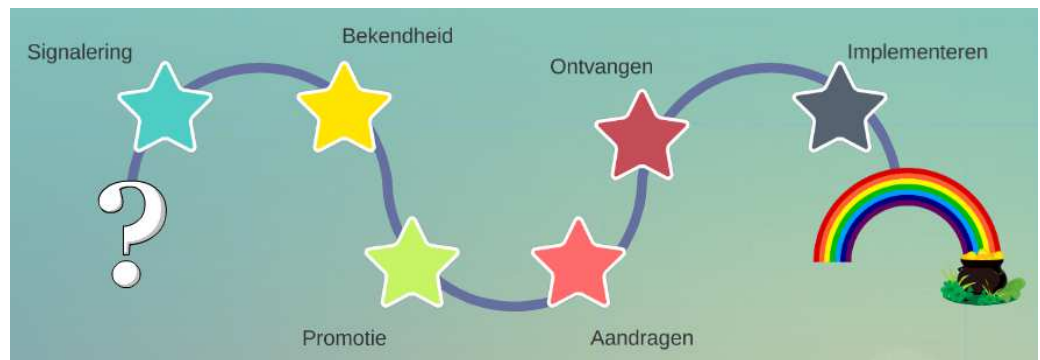 Signalering
Bekendheid
Promotie
Aandragen
Ontvangen
Implementeren
?